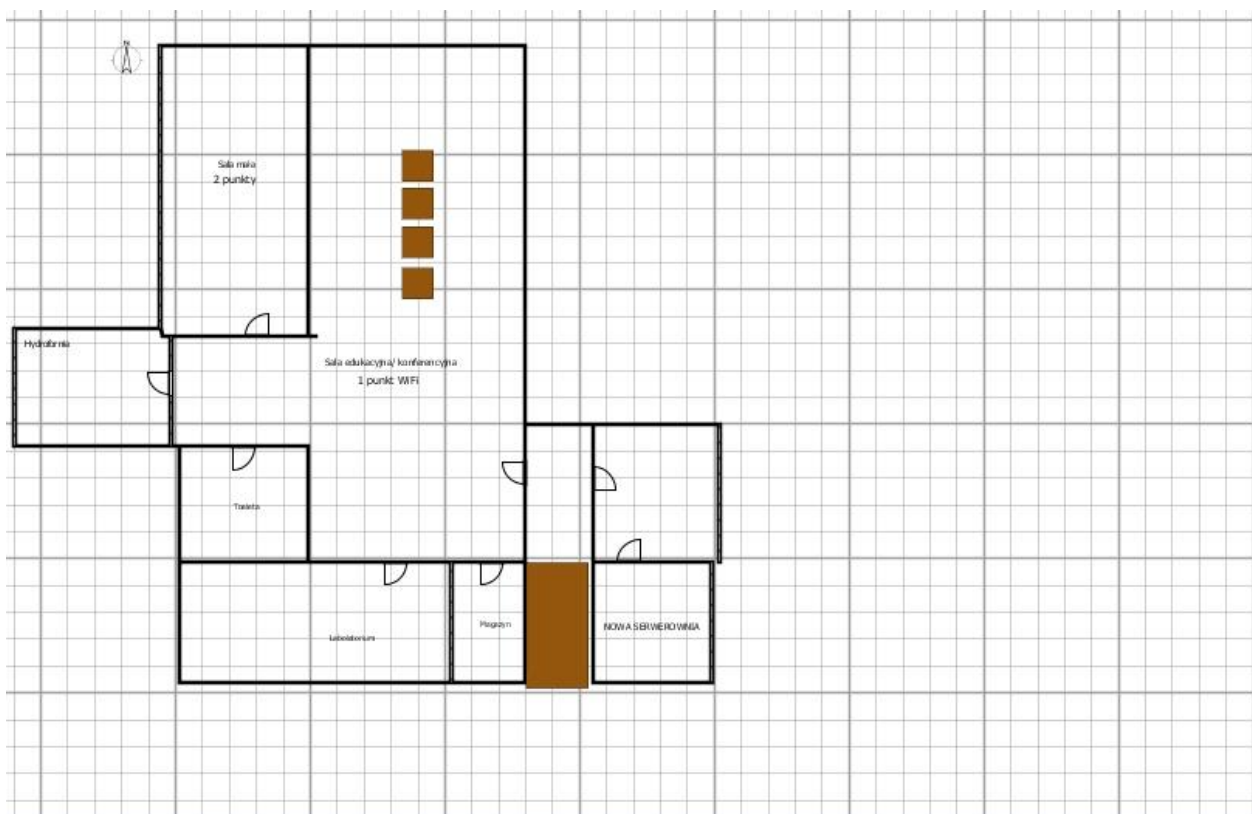 N
Sala mała
2 punkty
Hydrofornia
Sala edukacyjna/ konferencyjna
1 punkt WiFi
Toaleta
Laboratorium
Magazyn
NOWA SERWEROWNIA